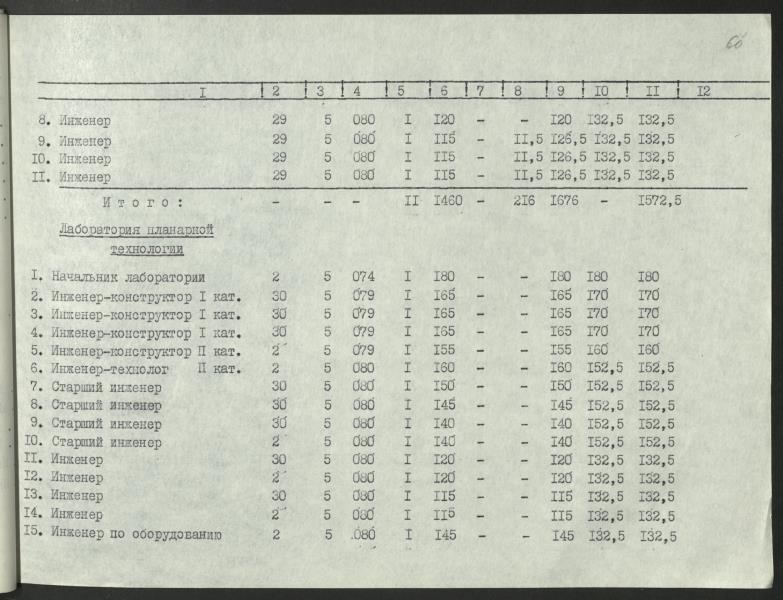 60
I ! 2 ! 3 ! 4 ! 5 ! 6 ! 7 ! 8 ! 9 ! I0 ! II ! I2
8. Инженер 29 5 080 I I20 - - I20 I32,5 I32,5
9. Инженер 29 5 080 I II5 - II,5 I26,5 I32,5 I32,5
I0. Инженер 29 5 080 I II5 - II,5 I26,5 I32,5 I32,5
II. Инженер 29 5 080 I II5 - II,5 I26,5 I32,5 I32,5
Итого: - - - II I460 - 2I6 I676 - I572,5
Лаборатория планарной
технологии
I. Начальник лаборатории 2 5 074 I I80 - - I80 I80 I80
2. Инженер-конструктор I кат. 30 5 079 I I65 - - I65 I70 I70
3. Инженер-конструктор I кат. 30 5 079 I I65 - - I65 I70 I70
4. Инженер-конструктор I кат. 30 5 079 I I65 - - I65 I70 I70
5. Инженер-конструктор П кат. 2 5 079 I I55 - - I55 I60 I60
6. Инженер-технолог П кат. 2 5 080 I I60 - - I60 I52,5 I52,5
7. Старший инженер 30 5 080 I I50 - - I50 I52,5 I52,5
8. Старший инженер 30 5 080 I I45 - - I45 I52,5 I52,5
9. Старший инженер 30 5 080 I I40 - - I40 I52,5 I52,5
I0. Старший инженер 2 5 080 I I40 - - I40 I52,5 I52,5
II. Инженер 30 5 080 I I20 - - I20 I32,5 I32,5
I2. Инженер 2 5 080 I I20 - - I20 I32,5 I32,5
I3. Инженер 30 5 080 I II5 - - II5 I32,5 I32,5
I4. Инженер 2 5 080 I II5 - - II5 I32,5 I32,5
I5. Инженер по оборудованию 2 5 080 I I45 - - I45 I32,5 I32,5